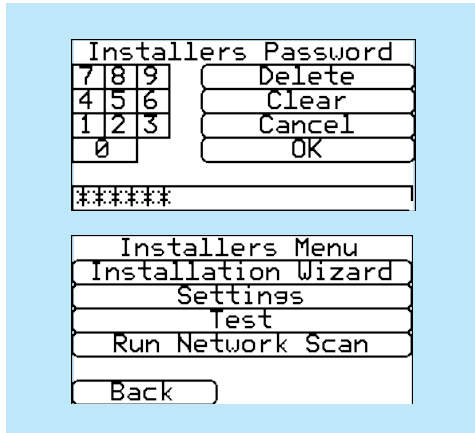 Installers Password
7 8 9 Delete
4 5 6 Clear
1 2 3 Cancel
0 OK
******
Installers Menu
Installation Wizard
Settings
Test
Run Network Scan
Back